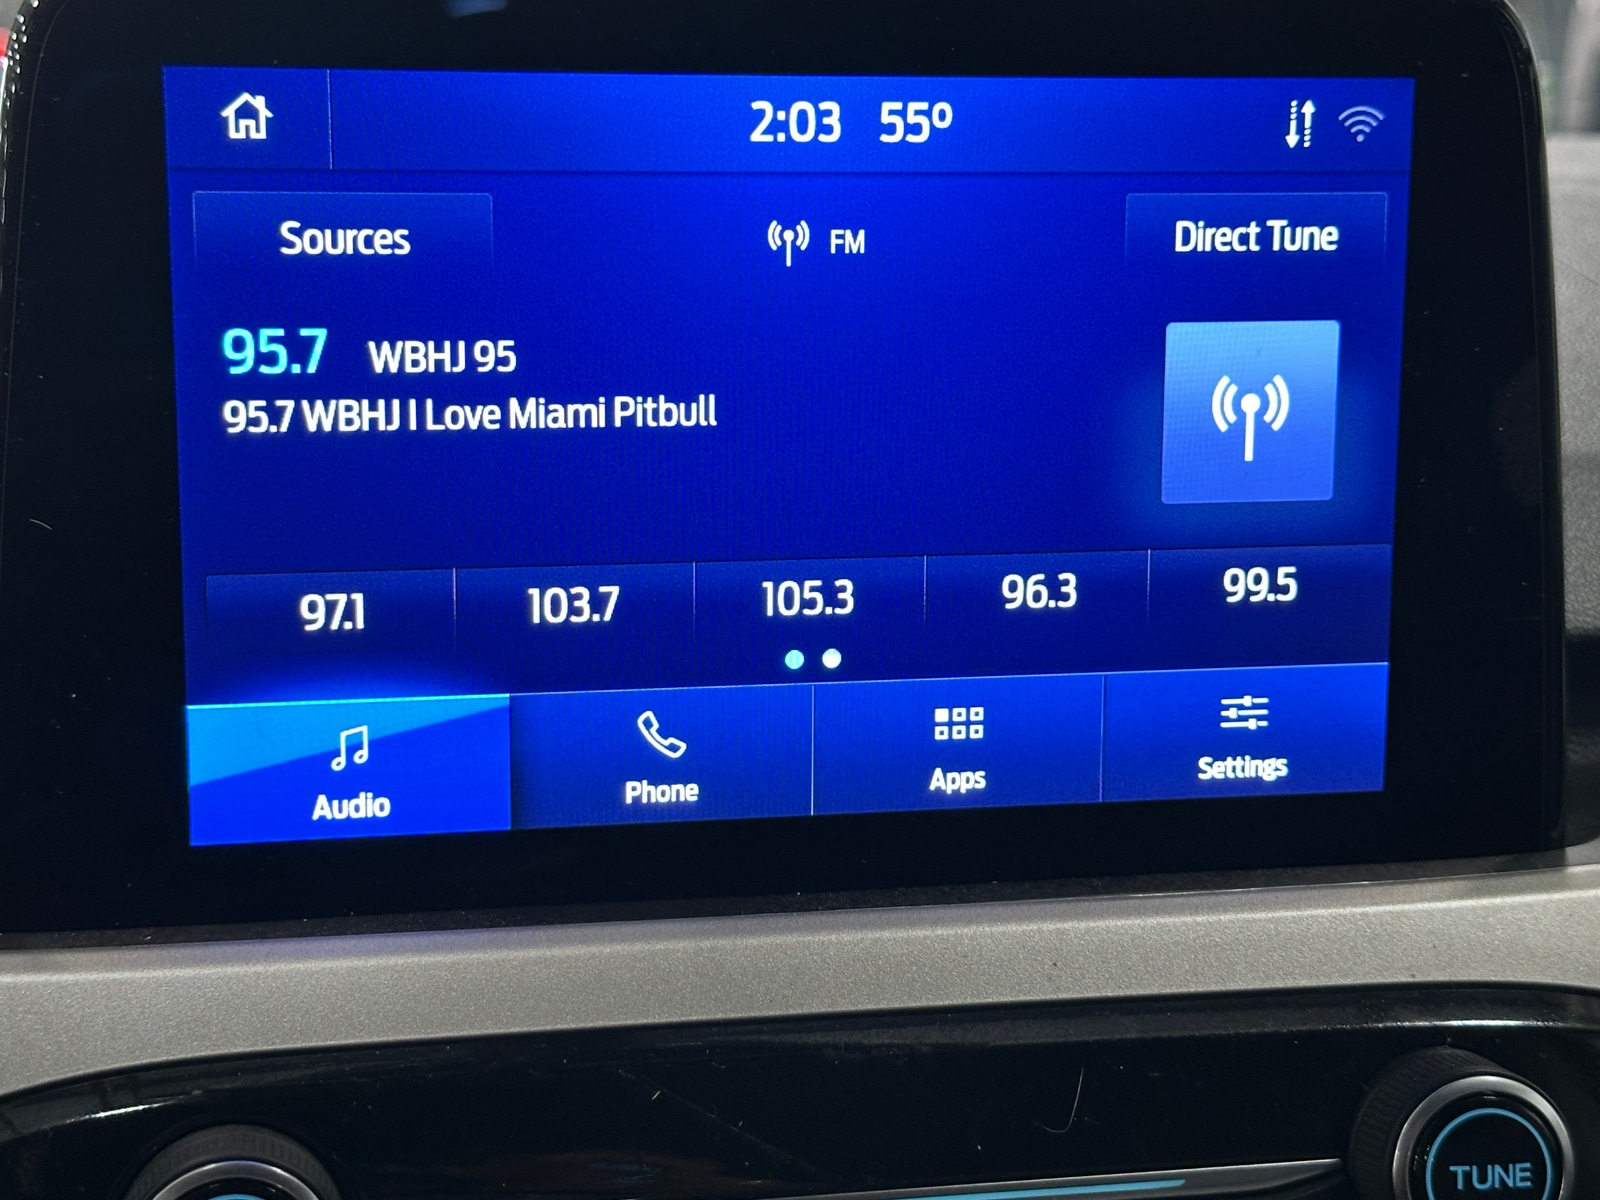 2:03 55º
Sources
FM
Direct Tune
95.7 WBHJ 95
95.7 WBHJ I Love Miami Pitbull
97.1 103.7 105.3 96.3 99.5
Audio Phone Apps Settings
TUNE